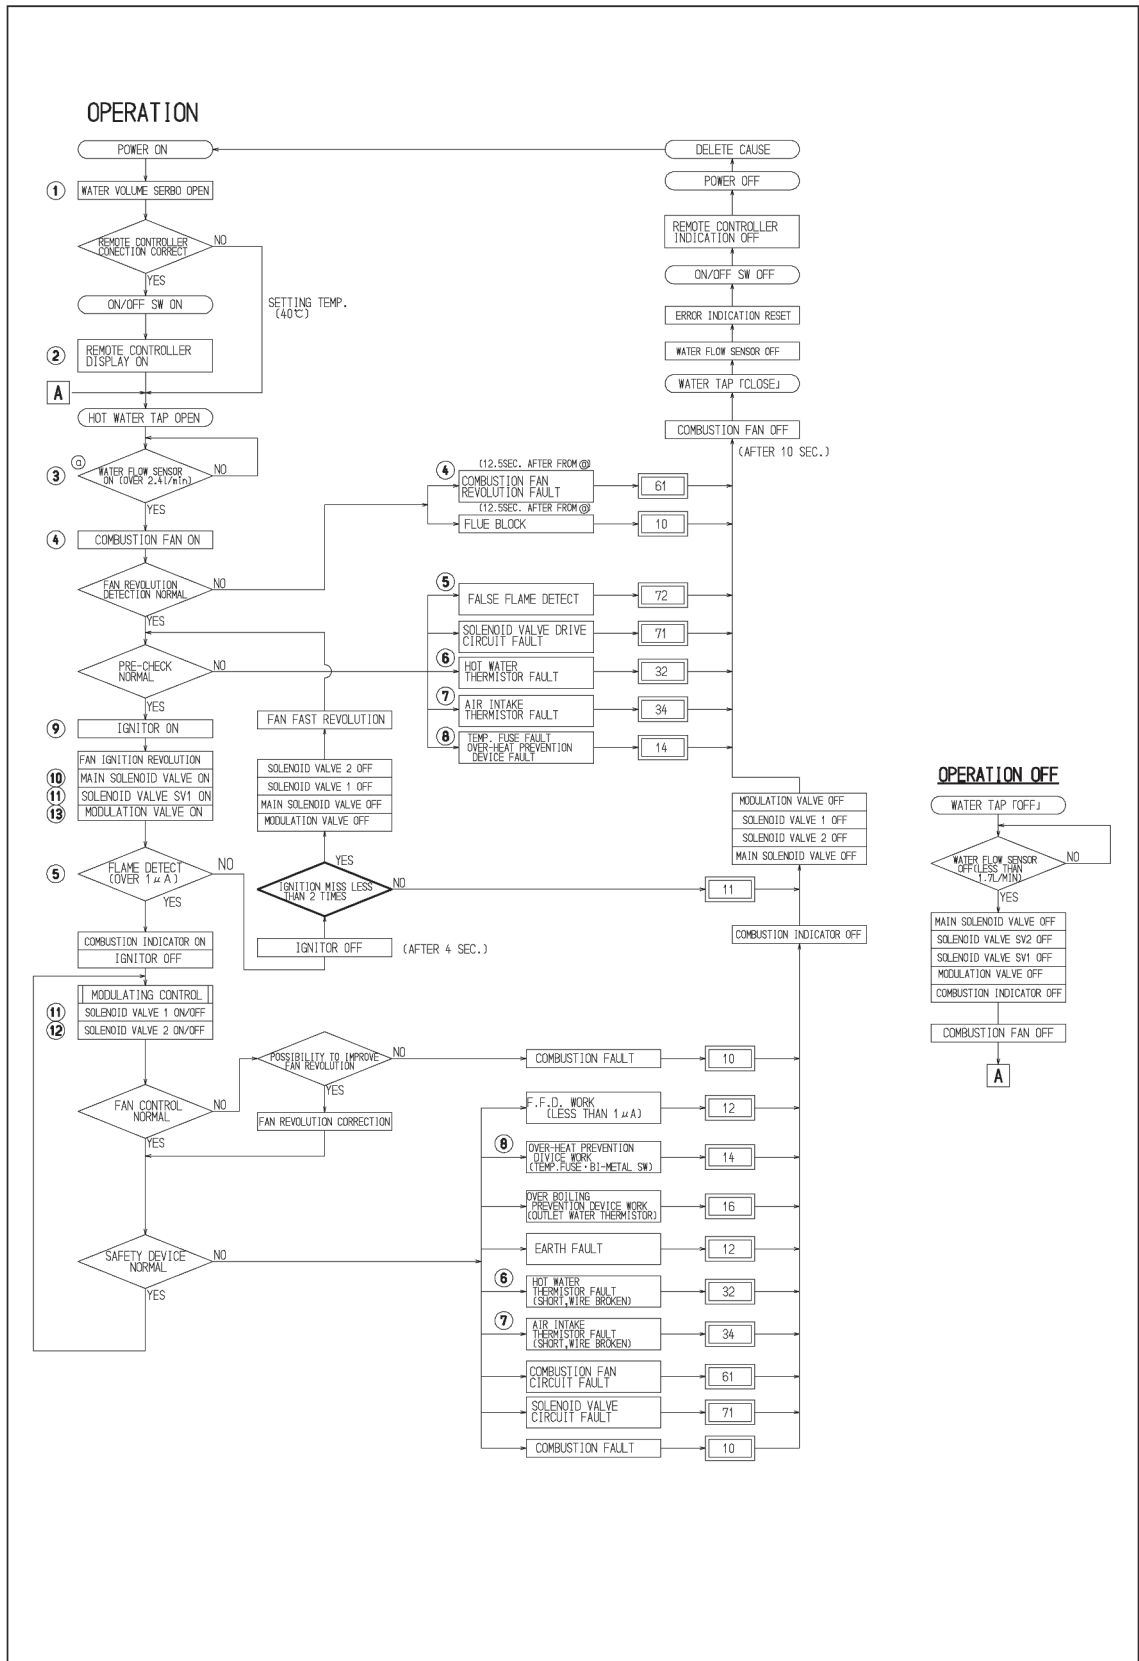 OPERATION
POWER ON
① WATER VOLUME SERBO OPEN
REMOTE CONTROLLER
CONECTION CORRECT
NO
YES
ON/OFF SW ON
SETTING TEMP.
(40℃)
② REMOTE CONTROLLER
DISPLAY ON
A
HOT WATER TAP OPEN
ⓐ
③ WATER FLOW SENSOR
ON (OVER 2.4l/min)
NO
YES
④ COMBUSTION FAN ON
FAN REVOLUTION
DETECTION NORMAL
NO
YES
PRE-CHECK
NORMAL
NO
YES
⑨ IGNITOR ON
FAN IGNITION REVOLUTION
⑩ MAIN SOLENOID VALVE ON
⑪ SOLENOID VALVE SV1 ON
⑬ MODULATION VALVE ON
⑤ FLAME DETECT
(OVER 1μA)
NO
YES
COMBUSTION INDICATOR ON
IGNITOR OFF
MODULATING CONTROL
⑪ SOLENOID VALVE 1 ON/OFF
⑫ SOLENOID VALVE 2 ON/OFF
FAN CONTROL
NORMAL
NO
YES
SAFETY DEVICE
NORMAL
NO
YES
FAN FAST REVOLUTION
SOLENOID VALVE 2 OFF
SOLENOID VALVE 1 OFF
MAIN SOLENOID VALVE OFF
MODULATION VALVE OFF
YES
IGNITION MISS LESS
THAN 2 TIMES
NO
11
IGNITOR OFF
(AFTER 4 SEC.)
POSSIBILITY TO IMPROVE
FAN REVOLUTION
NO
YES
FAN REVOLUTION CORRECTION
(12.5SEC. AFTER FROM ⓐ)
④ COMBUSTION FAN
REVOLUTION FAULT
61
(12.5SEC. AFTER FROM ⓐ)
FLUE BLOCK
10
⑤ FALSE FLAME DETECT
72
SOLENOID VALVE DRIVE
CIRCUIT FAULT
71
⑥ HOT WATER
THERMISTOR FAULT
32
⑦ AIR INTAKE
THERMISTOR FAULT
34
⑧ TEMP. FUSE FAULT
OVER-HEAT PREVENTION
DEVICE FAULT
14
COMBUSTION FAULT
10
F.F.D. WORK
(LESS THAN 1μA)
12
⑧ OVER-HEAT PREVENTION
DIVICE WORK
(TEMP.FUSE・BI-METAL SW)
14
OVER BOILING
PREVENTION DEVICE WORK
(OUTLET WATER THERMISTOR)
16
EARTH FAULT
12
⑥ HOT WATER
THERMISTOR FAULT
(SHORT,WIRE BROKEN)
32
⑦ AIR INTAKE
THERMISTOR FAULT
(SHORT,WIRE BROKEN)
34
COMBUSTION FAN
CIRCUIT FAULT
61
SOLENOID VALVE
CIRCUIT FAULT
71
COMBUSTION FAULT
10
DELETE CAUSE
POWER OFF
REMOTE CONTROLLER
INDICATION OFF
ON/OFF SW OFF
ERROR INDICATION RESET
WATER FLOW SENSOR OFF
WATER TAP「CLOSE」
COMBUSTION FAN OFF
(AFTER 10 SEC.)
MODULATION VALVE OFF
SOLENOID VALVE 1 OFF
SOLENOID VALVE 2 OFF
MAIN SOLENOID VALVE OFF
COMBUSTION INDICATOR OFF
OPERATION OFF
WATER TAP「OFF」
WATER FLOW SENSOR
OFF(LESS THAN
1.7L/MIN)
NO
YES
MAIN SOLENOID VALVE OFF
SOLENOID VALVE SV2 OFF
SOLENOID VALVE SV1 OFF
MODULATION VALVE OFF
COMBUSTION INDICATOR OFF
COMBUSTION FAN OFF
A